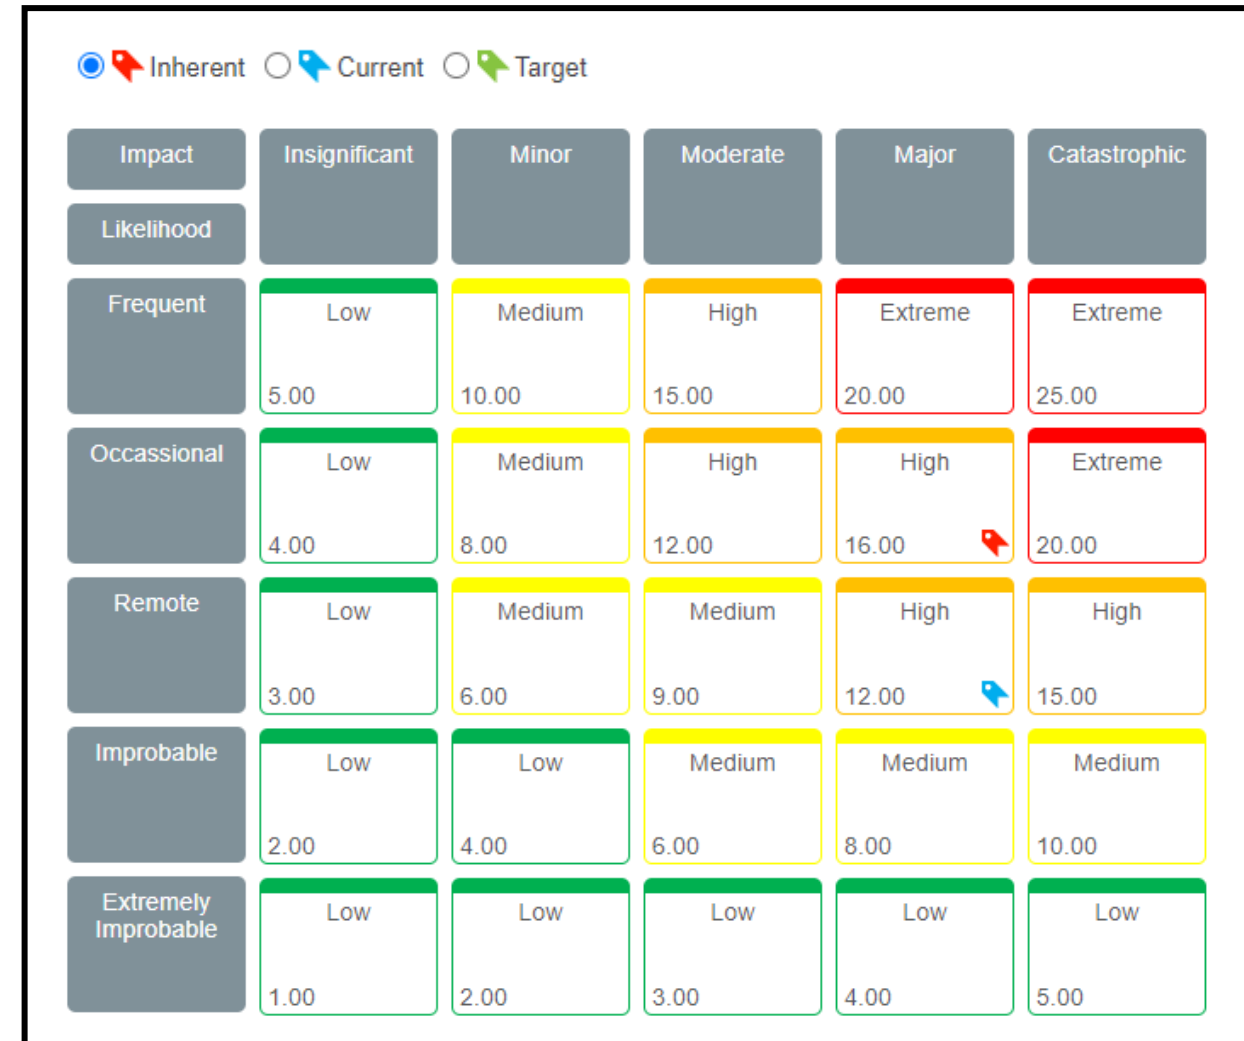 Inherent Current Target
Impact Insignificant Minor Moderate Major Catastrophic
Likelihood
Frequent Low Medium High Extreme Extreme
5.00 10.00 15.00 20.00 25.00
Occassional Low Medium High High Extreme
4.00 8.00 12.00 16.00 20.00
Remote Low Medium Medium High High
3.00 6.00 9.00 12.00 15.00
Improbable Low Low Medium Medium Medium
2.00 4.00 6.00 8.00 10.00
Extremely
Improbable Low Low Low Low Low
1.00 2.00 3.00 4.00 5.00